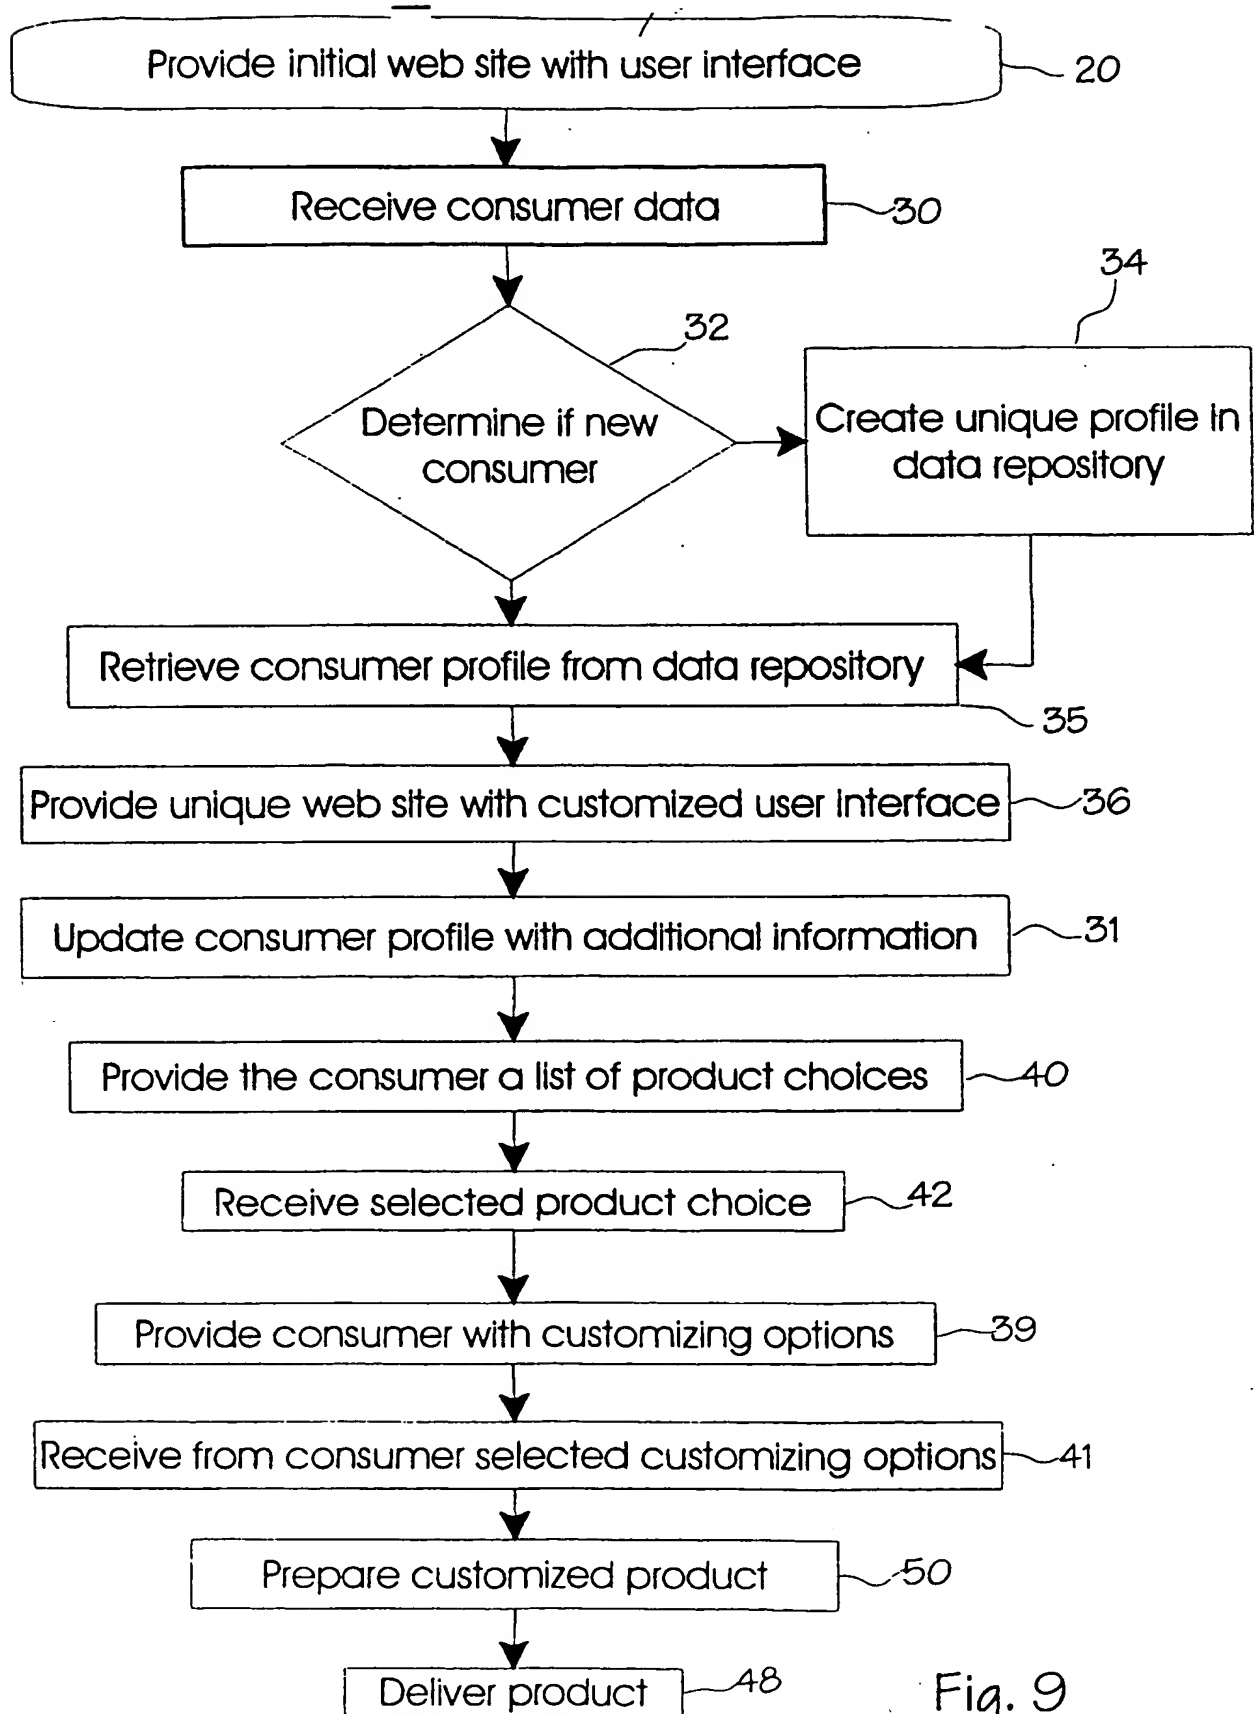 Provide initial web site with user interface
20
Receive consumer data
30
34
32
Determine if new
consumer
Create unique profile in
data repository
Retrieve consumer profile from data repository
35
Provide unique web site with customized user interface
36
Update consumer profile with additional information
31
Provide the consumer a list of product choices
40
Receive selected product choice
42
Provide consumer with customizing options
39
Receive from consumer selected customizing options
41
Prepare customized product
50
Deliver product
48
Fig. 9